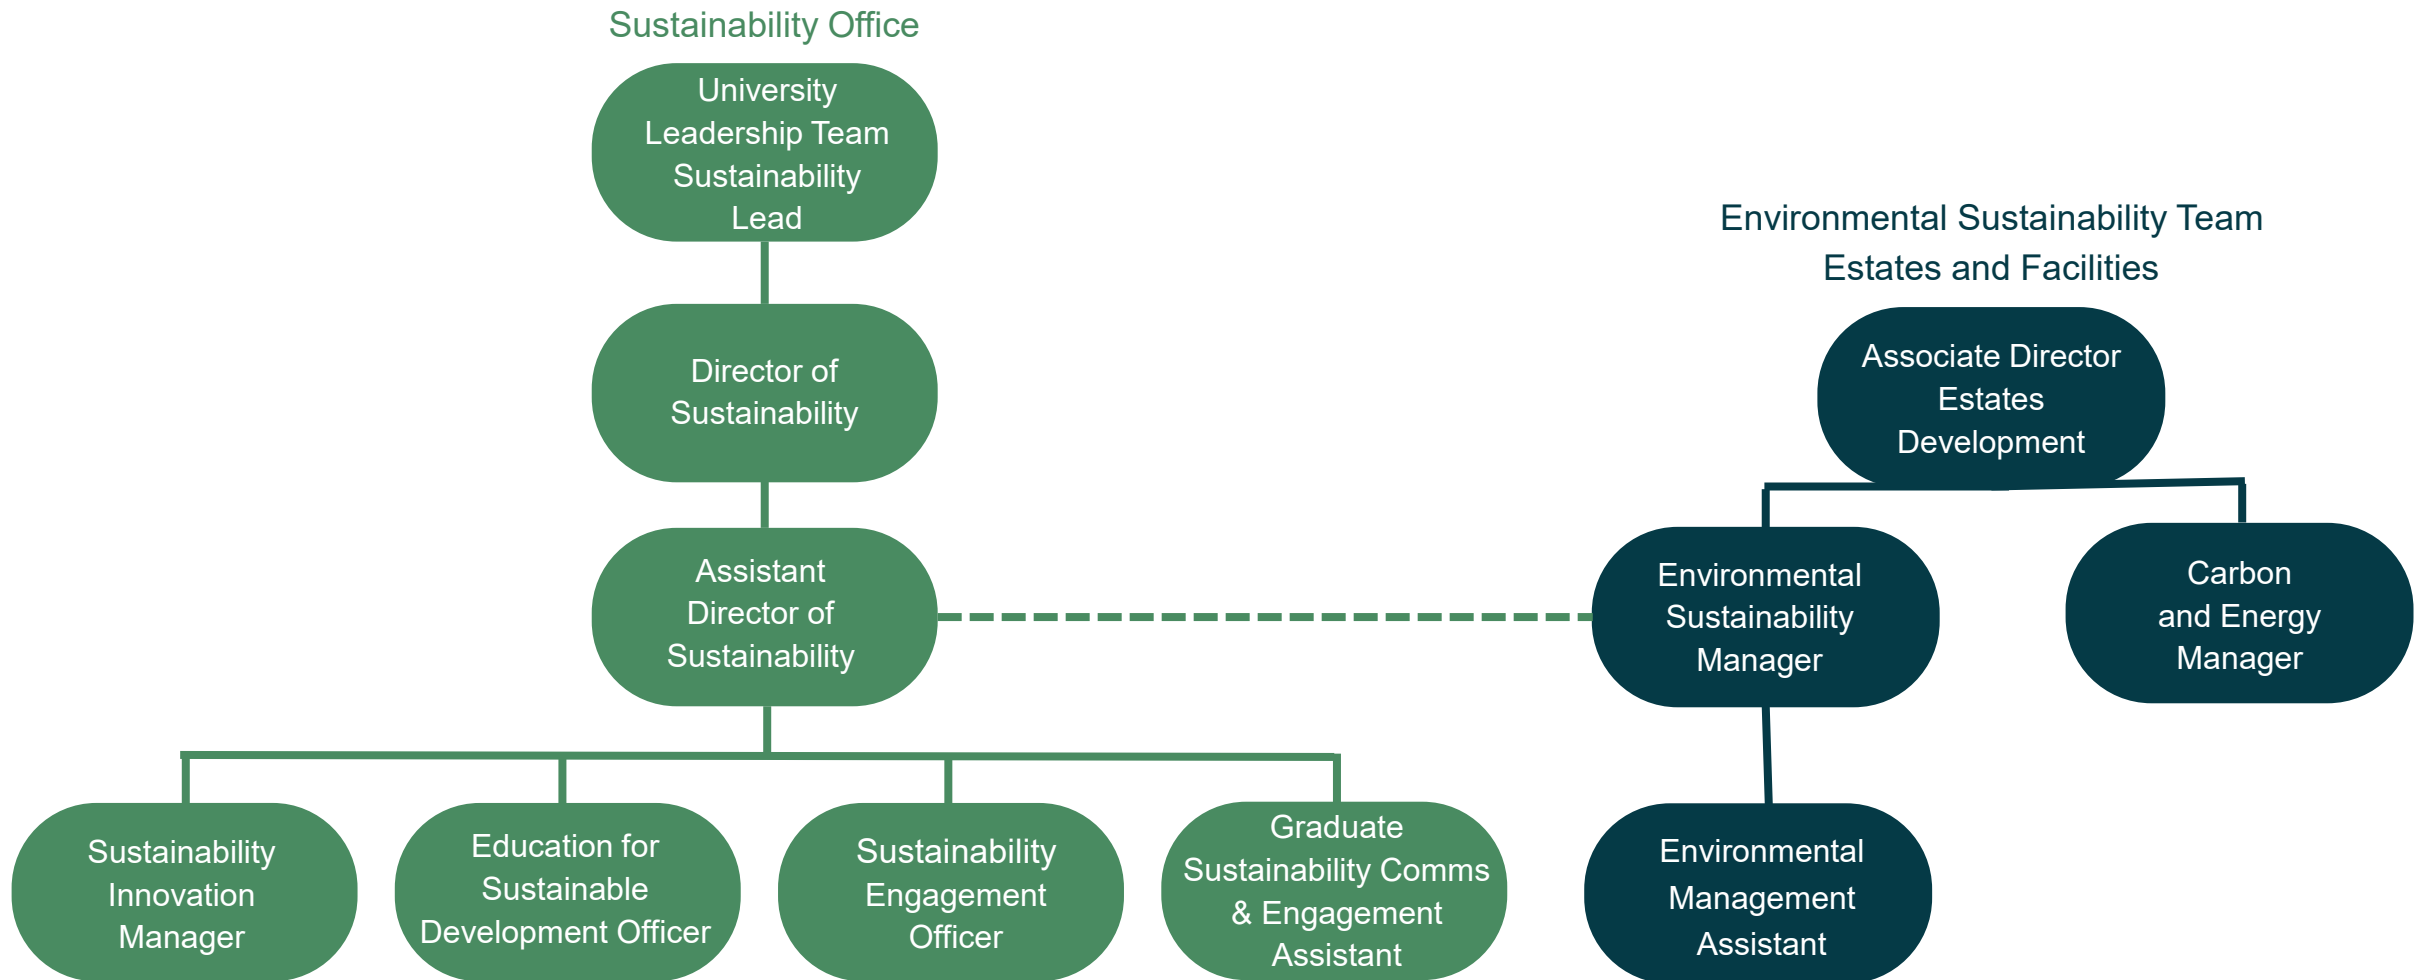 Sustainability Office
University
Leadership Team
Sustainability
Lead
Director of
Sustainability
Assistant
Director of
Sustainability
Sustainability
Innovation
Manager
Education for
Sustainable
Development Officer
Sustainability
Engagement
Officer
Graduate
Sustainability Comms
& Engagement
Assistant
Environmental Sustainability Team
Estates and Facilities
Associate Director
Estates
Development
Environmental
Sustainability
Manager
Carbon
and Energy
Manager
Environmental
Management
Assistant